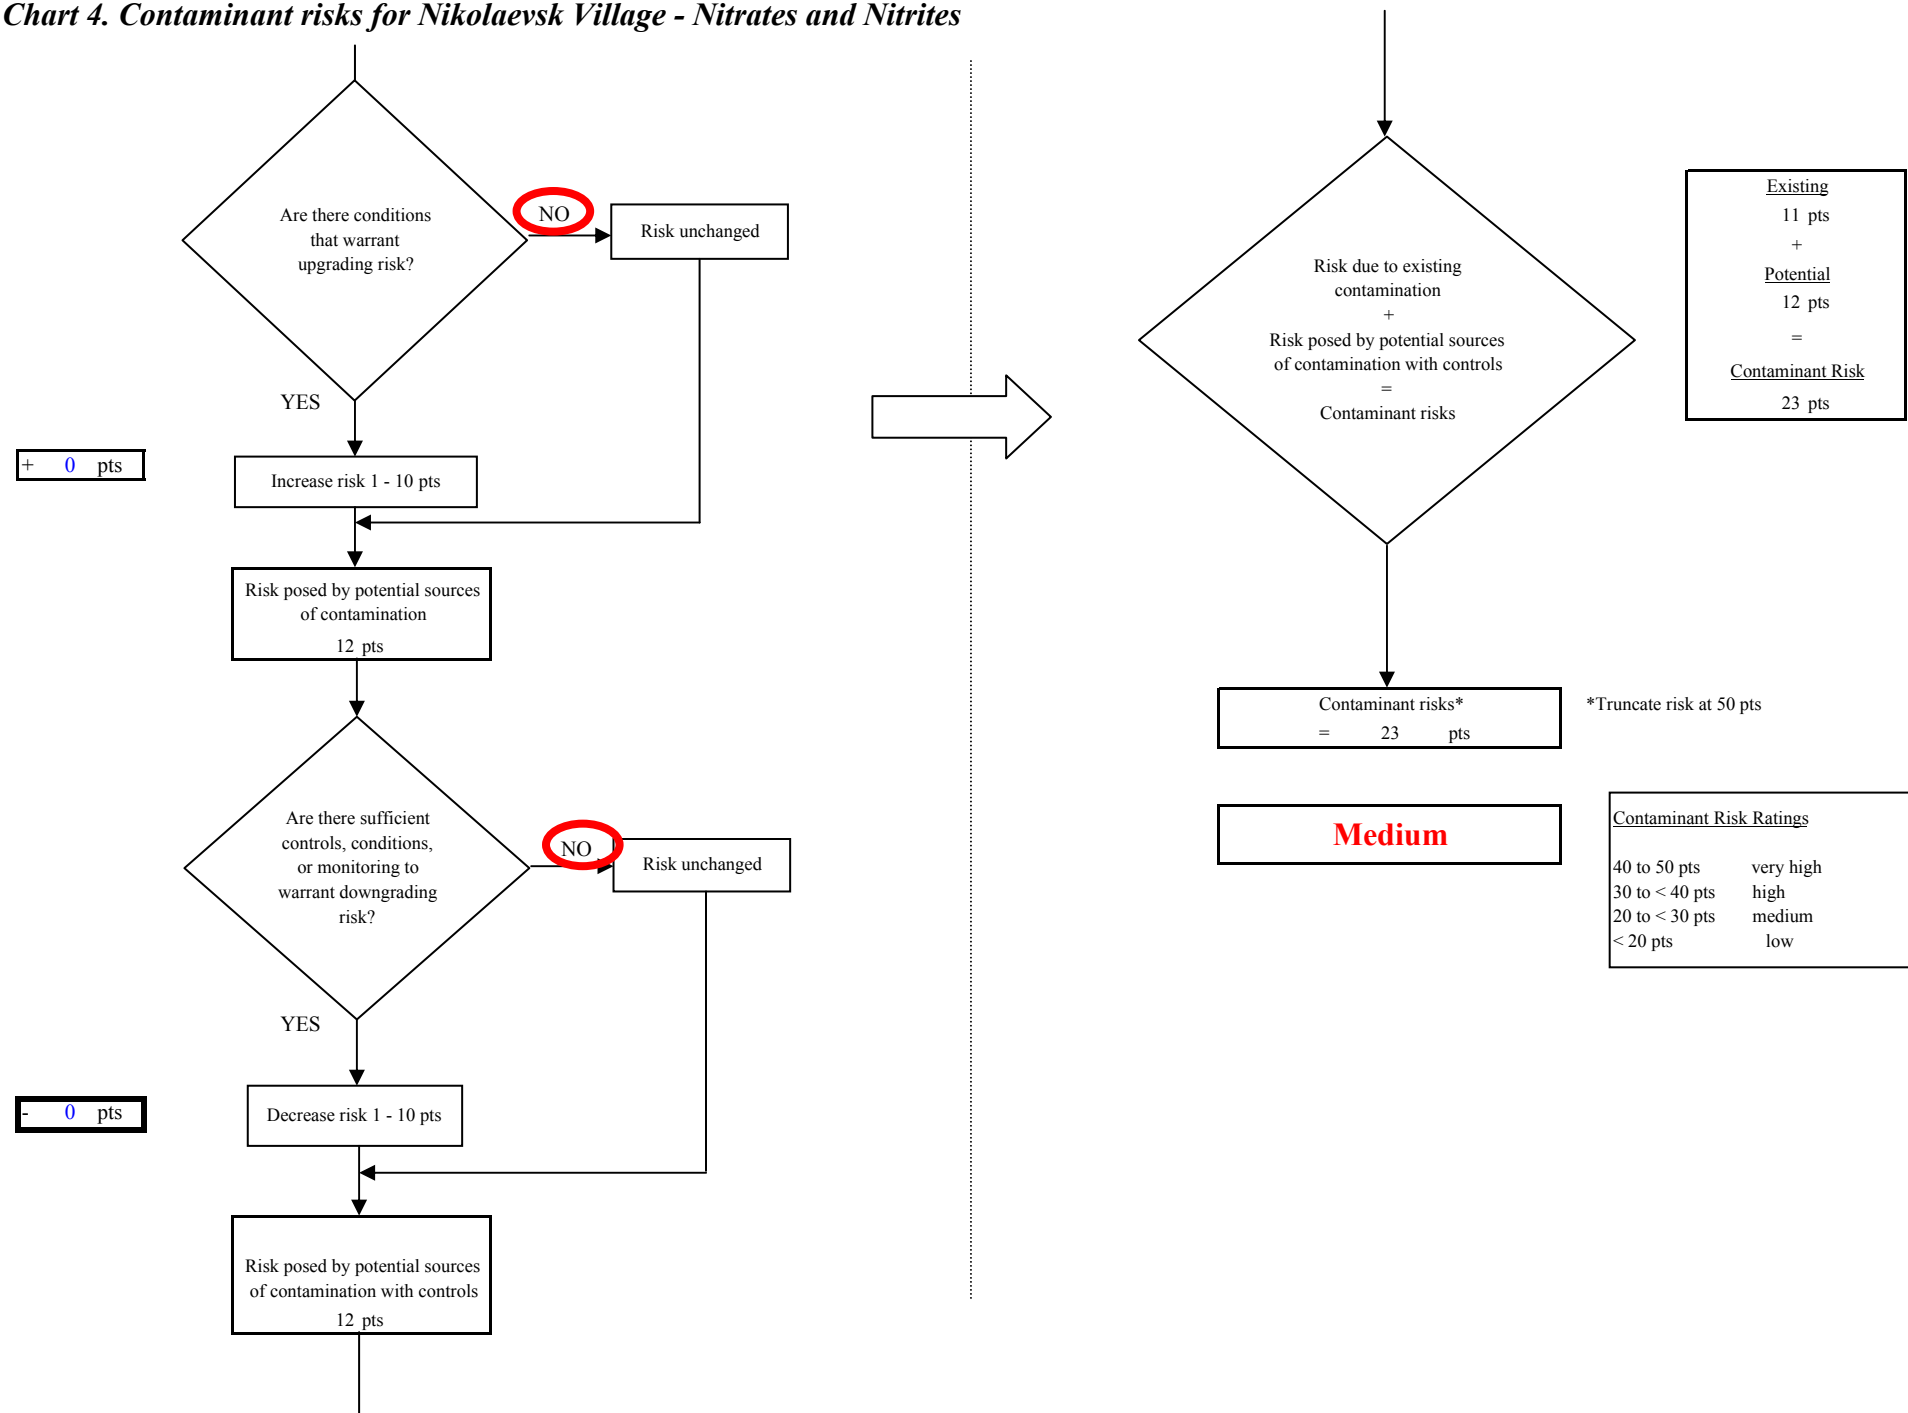 Chart 4. Contaminant risks for Nikolaevsk Village - Nitrates and Nitrites
Are there conditions
that warrant
upgrading risk?
NO
Risk unchanged
YES
+ 0 pts
Increase risk 1 - 10 pts
Risk posed by potential sources
of contamination
12 pts
Are there sufficient
controls, conditions,
or monitoring to
warrant downgrading
risk?
NO
Risk unchanged
YES
- 0 pts
Decrease risk 1 - 10 pts
Risk posed by potential sources
of contamination with controls
12 pts
Risk due to existing
contamination
+
Risk posed by potential sources
of contamination with controls
=
Contaminant risks
Existing
11 pts
+
Potential
12 pts
=
Contaminant Risk
23 pts
Contaminant risks*
= 23 pts
*Truncate risk at 50 pts
Medium
Contaminant Risk Ratings
40 to 50 pts very high
30 to < 40 pts high
20 to < 30 pts medium
< 20 pts low